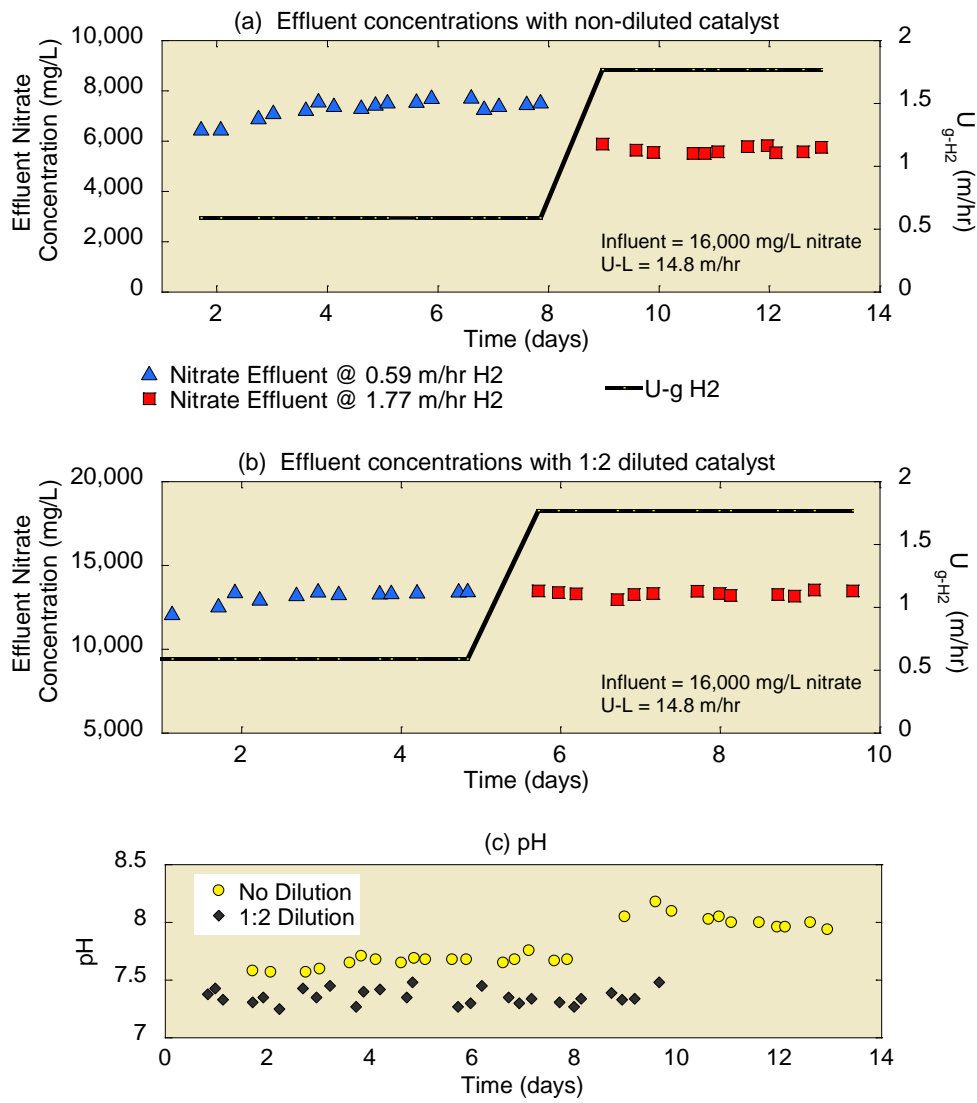 (a) Effluent concentrations with non-diluted catalyst
Effluent Nitrate
Concentration (mg/L)
10,000
8,000
6,000
4,000
2,000
0
2
1.5
1
0.5
0
U g-H2 (m/hr)
Influent = 16,000 mg/L nitrate
U-L = 14.8 m/hr
2 4 6 8 10 12 14
Time (days)
Nitrate Effluent @ 0.59 m/hr H2
Nitrate Effluent @ 1.77 m/hr H2
U-g H2
(b) Effluent concentrations with 1:2 diluted catalyst
Effluent Nitrate
Concentration (mg/L)
20,000
15,000
10,000
5,000
2
1.5
1
0.5
0
U g-H2 (m/hr)
Influent = 16,000 mg/L nitrate
U-L = 14.8 m/hr
2 4 6 8 10
Time (days)
(c) pH
pH
8.5
8
7.5
7
No Dilution
1:2 Dilution
0 2 4 6 8 10 12 14
Time (days)